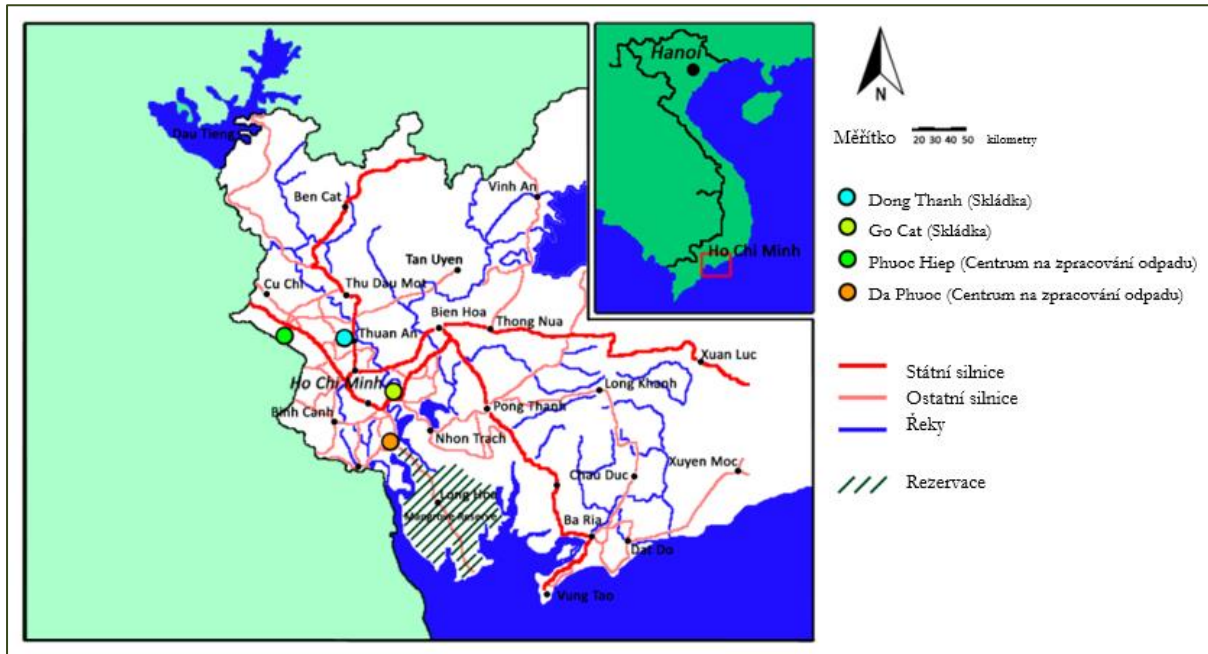 Hanoi
Ho Chi Minh
Dau Tieng
Ben Cat
Vinh An
Tan Uyen
Cu Chi
Thu Dau Mot
Bien Hoa
Thong Nua
Thuan An
Xuan Luc
Ho Chi Minh
Long Khanh
Binh Canh
Pong Thank
Nhon Trach
Xuyen Moc
Chau Duc
Long Hoa
Mangrove Reserve
Ba Ria
Dat Do
Vung Tao
N
Měřítko 20 30 40 50 kilometry
Dong Thanh (Skládka)
Go Cat (Skládka)
Phuoc Hiep (Centrum na zpracování odpadu)
Da Phuoc (Centrum na zpracování odpadu)
Státní silnice
Ostatní silnice
Řeky
Rezervace